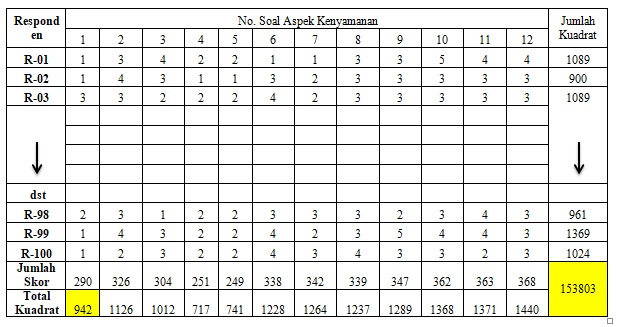 Respond en No. Soal Aspek Kenyamanan Jumlah Kuadrat
1 2 3 4 5 6 7 8 9 10 11 12
R-01 1 3 4 2 2 1 1 3 3 5 4 4 1089
R-02 1 4 3 1 1 3 2 3 3 3 3 3 900
R-03 3 3 2 2 2 4 2 3 3 3 3 3 1089
dst
R-98 2 3 1 2 2 3 3 3 2 3 4 3 961
R-99 1 4 3 2 2 4 2 3 5 4 4 3 1369
R-100 1 2 3 2 2 4 3 4 3 3 2 3 1024
Jumlah Skor 290 326 304 251 249 338 342 339 347 362 363 368 153803
Total Kuadrat 942 1126 1012 717 741 1228 1264 1237 1289 1368 1371 1440